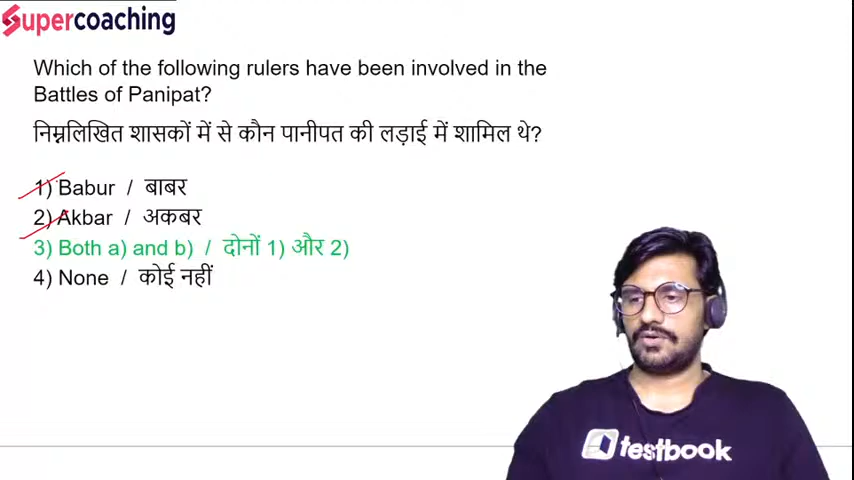 Supercoaching
Which of the following rulers have been involved in the
Battles of Panipat?
निम्नलिखित शासकों में से कौन पानीपत की लड़ाई में शामिल थे?
1) Babur / बाबर
2) Akbar / अकबर
3) Both a) and b) / दोनों 1) और 2)
4) None / कोई नहीं
testbook